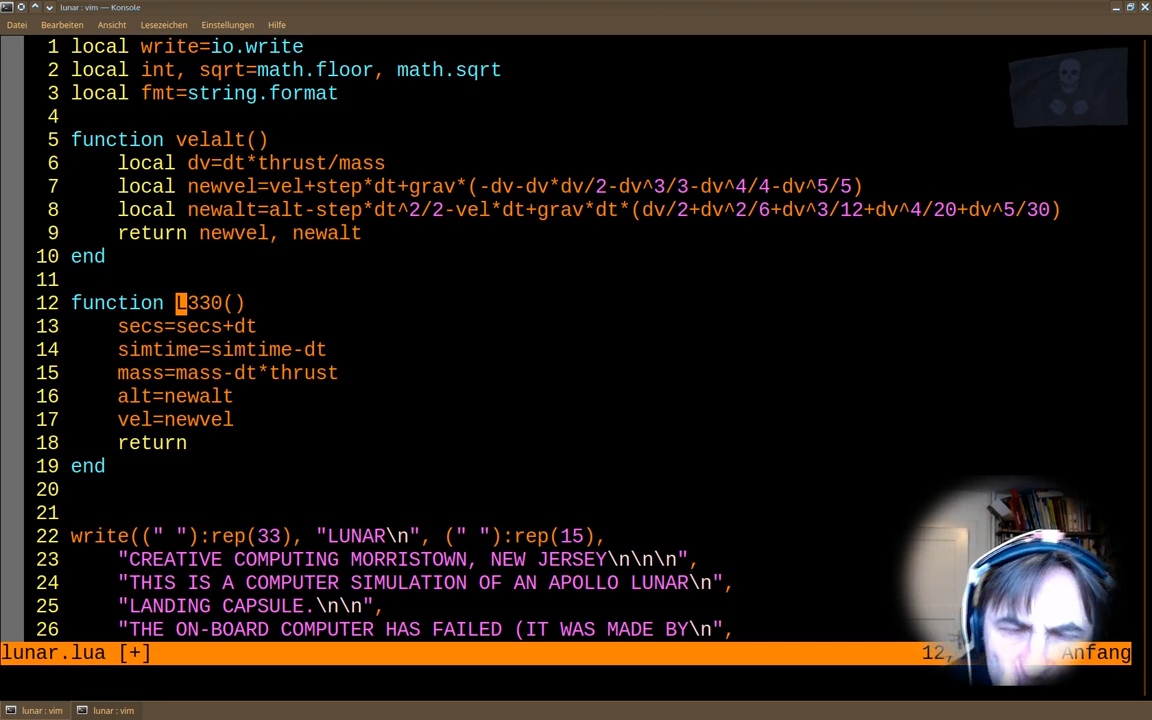 lunar : vim — Konsole
Datei Bearbeiten Ansicht Lesezeichen Einstellungen Hilfe
1 local write=io.write
2 local int, sqrt=math.floor, math.sqrt
3 local fmt=string.format
4
5 function velalt()
6 local dv=dt*thrust/mass
7 local newvel=vel+step*dt+grav*(-dv-dv*dv/2-dv^3/3-dv^4/4-dv^5/5)
8 local newalt=alt-step*dt^2/2-vel*dt+grav*dt*(dv/2+dv^2/6+dv^3/12+dv^4/20+dv^5/30)
9 return newvel, newalt
10 end
11
12 function L330()
13 secs=secs+dt
14 simtime=simtime-dt
15 mass=mass-dt*thrust
16 alt=newalt
17 vel=newvel
18 return
19 end
20
21
22 write((" "):rep(33), "LUNAR\n", (" "):rep(15),
23 "CREATIVE COMPUTING MORRISTOWN, NEW JERSEY\n\n\n",
24 "THIS IS A COMPUTER SIMULATION OF AN APOLLO LUNAR\n",
25 "LANDING CAPSULE.\n\n",
26 "THE ON-BOARD COMPUTER HAS FAILED (IT WAS MADE BY\n",
lunar.lua [+] 12, Anfang
lunar : vim lunar : vim